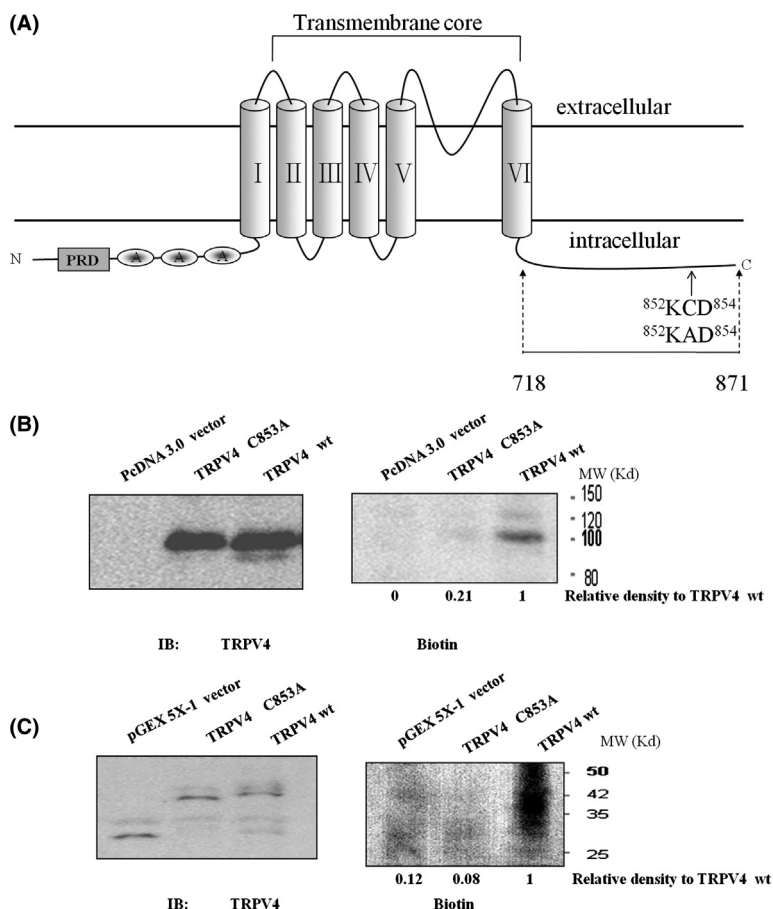 (A)
Transmembrane core
extracellular
I II III IV V VI
intracellular
N PRD A A A C
⁸⁵²KCD⁸⁵⁴
⁸⁵²KAD⁸⁵⁴
718 871
(B)
PcDNA 3.0 vector
TRPV4 C853A
TRPV4 wt
PcDNA 3.0 vector
TRPV4 C853A
TRPV4 wt
MW (Kd)
150
120
100
80
0 0.21 1 Relative density to TRPV4 wt
IB: TRPV4 Biotin
(C)
pGEX 5X-1 vector
TRPV4 C853A
TRPV4 wt
pGEX 5X-1 vector
TRPV4 C853A
TRPV4 wt
MW (Kd)
50
42
35
25
0.12 0.08 1 Relative density to TRPV4 wt
IB: TRPV4 Biotin